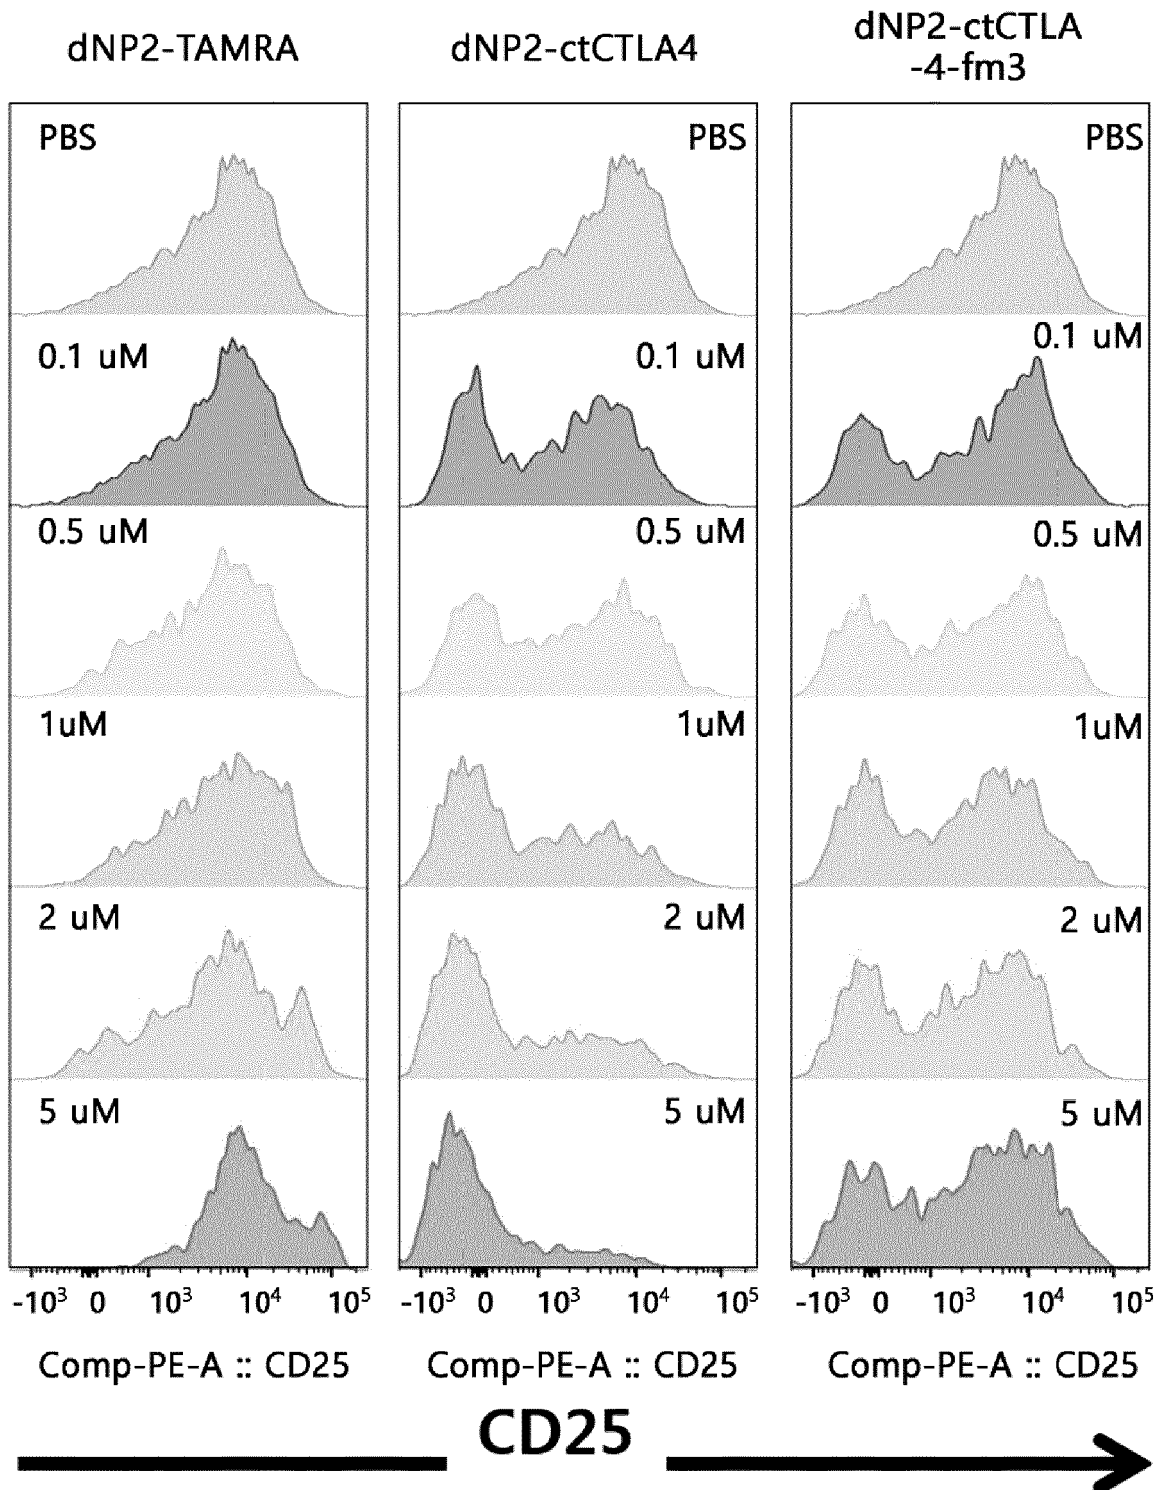 dNP2-TAMRA
dNP2-ctCTLA4
dNP2-ctCTLA
-4-fm3
PBS
PBS
PBS
0.1 uM
0.1 uM
0.1 uM
0.5 uM
0.5 uM
0.5 uM
1uM
1uM
1uM
2 uM
2 uM
2 uM
5 uM
5 uM
5 uM
-10³ 0 10³ 10⁴ 10⁵
-10³ 0 10³ 10⁴ 10⁵
-10³ 0 10³ 10⁴ 10⁵
Comp-PE-A :: CD25
Comp-PE-A :: CD25
Comp-PE-A :: CD25
CD25